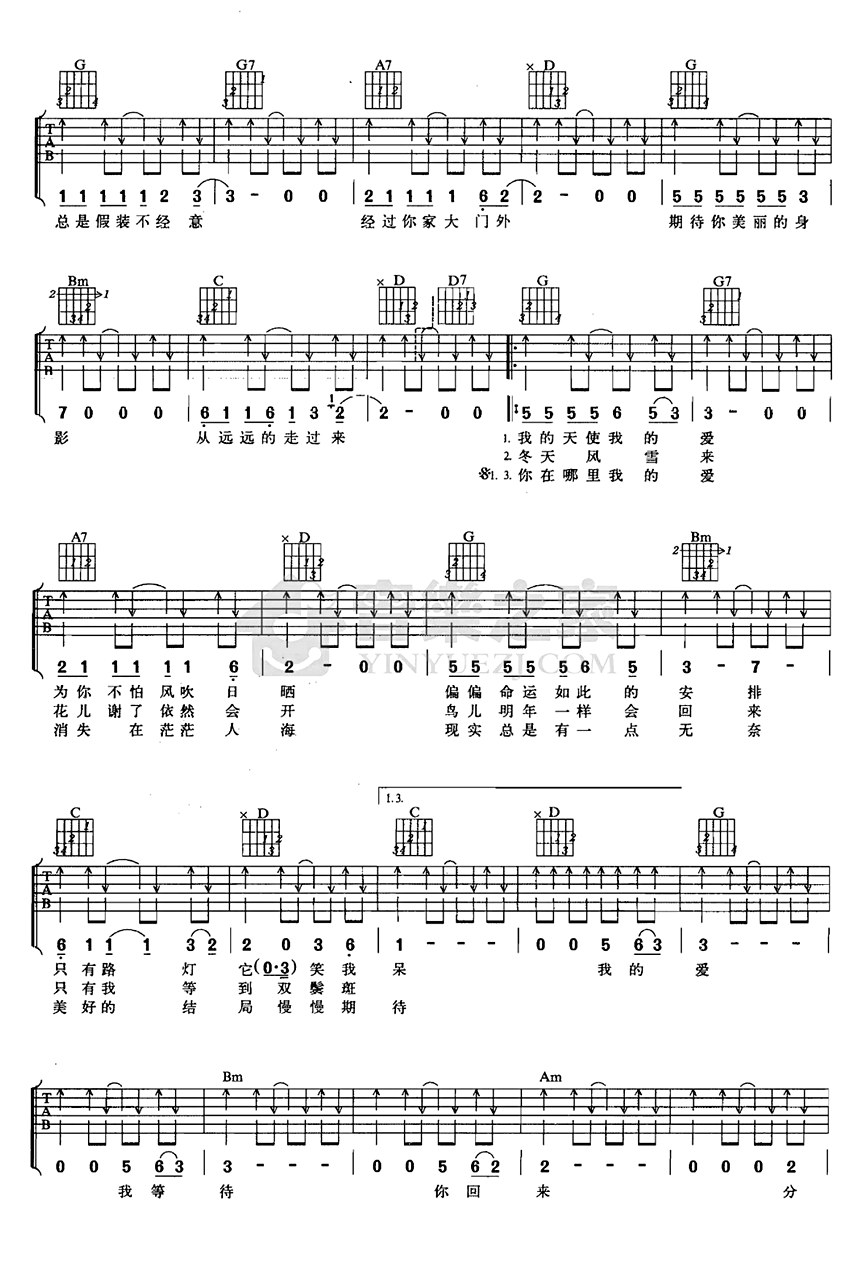 G G7 A7 × D G
T A B
1 1 1 1 1 2 3 | 3 - 0 0 | 2 1 1 1 1 6 2 | 2 - 0 0 | 5 5 5 5 5 5 3
总是假装不经意 经过你家大门外 期待你美丽的身
Bm C × D D7 G G7
T A B
7 0 0 0 | 6 1 1 6 1 3 2 | 2 - 0 0 5 5 5 5 6 5 3 | 3 - 0 0
影 从远远的走过来 1. 我的天使我的爱
2. 冬天风雪来
1. 3. 你在哪里我的爱
A7 × D G Bm
T A B
2 1 1 1 1 1 6 | 2 - 0 0 | 5 5 5 5 5 6 5 | 3 - 7 -
为你不怕风吹日晒 偏偏命运如此的安排
花儿谢了依然会开 鸟儿明年一样会回来
消失在茫茫人海 现实总是有一点无奈
音樂之家
YINYUEZJ.COM
1.3.
C × D C × D G
T A B
6 1 1 1 3 2 | 2 0 3 6 | 1 - - - | 0 0 5 6 3 | 3 - - -
只有路灯它(0·3)笑我呆 我的爱
只有我等到双鬓斑
美好的结局慢慢期待
Bm Am
T A B
0 0 5 6 3 | 3 - - - | 0 0 5 6 2 | 2 - - - | 0 0 0 2
我等待 你回来 分